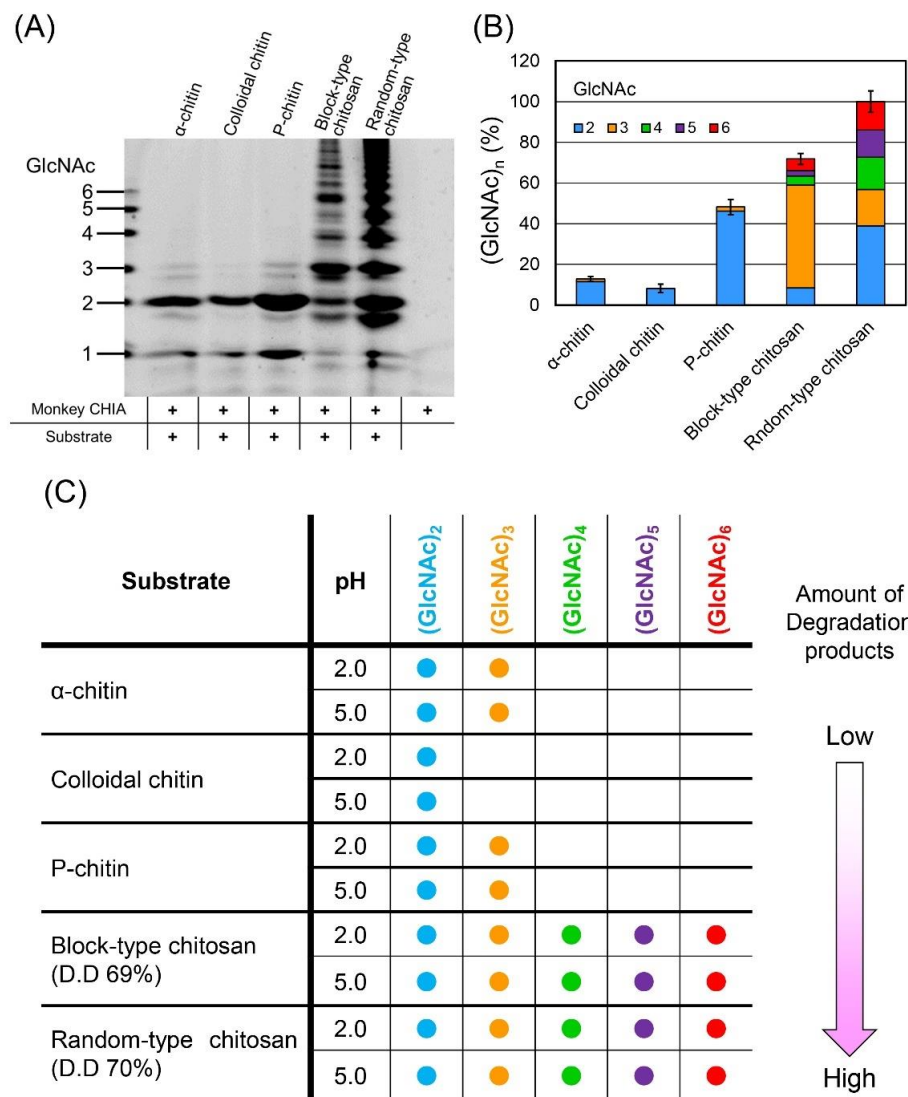 (A)
α-chitin
Colloidal chitin
P-chitin
Block-type
chitosan
Random-type
chitosan
GlcNAc
6
5
4
3
2
1
Monkey CHIA + + + + + +
Substrate + + + + +
(B)
120
100
80
60
40
20
0
(GlcNAc)n (%)
GlcNAc
2 3 4 5 6
α-chitin
Colloidal chitin
P-chitin
Block-type chitosan
Rndom-type chitosan
(C)
Substrate pH (GlcNAc)2 (GlcNAc)3 (GlcNAc)4 (GlcNAc)5 (GlcNAc)6
α-chitin
2.0
5.0
Colloidal chitin
2.0
5.0
P-chitin
2.0
5.0
Block-type chitosan
(D.D 69%)
2.0
5.0
Random-type chitosan
(D.D 70%)
2.0
5.0
Amount of
Degradation
products
Low
High